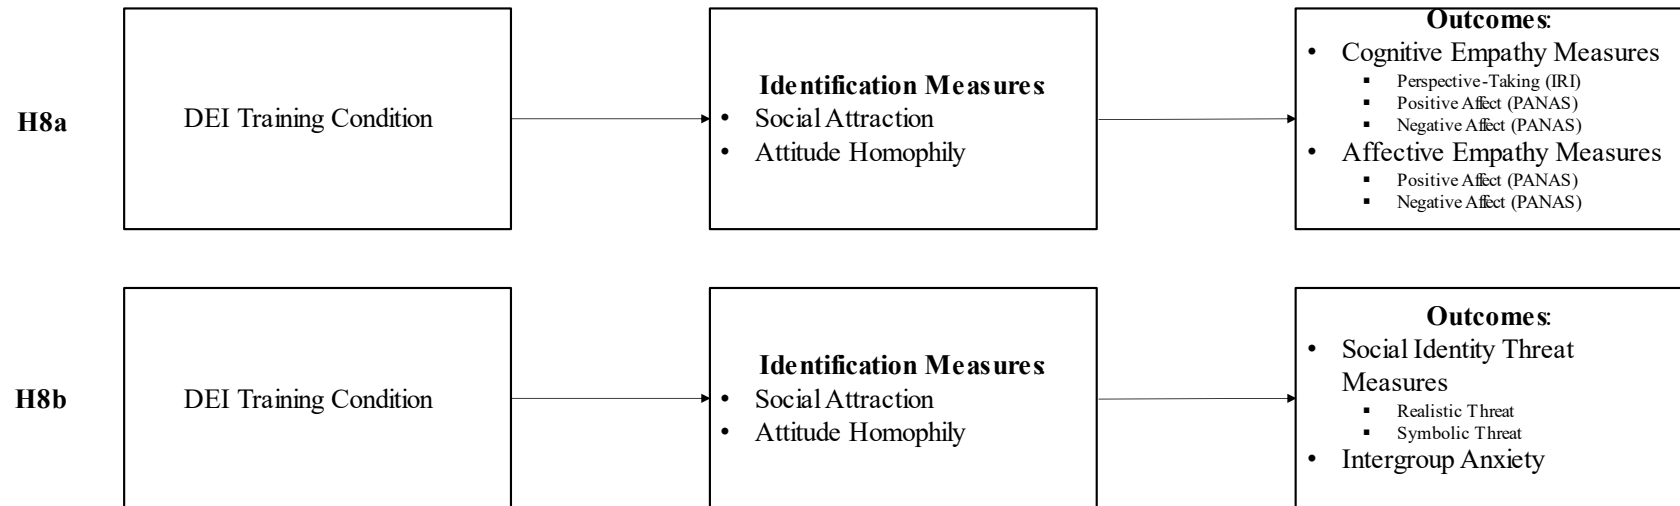 H8a
DEI Training Condition
Identification Measures
• Social Attraction
• Attitude Homophily
Outcomes:
• Cognitive Empathy Measures
▪ Perspective-Taking (IRI)
▪ Positive Affect (PANAS)
▪ Negative Affect (PANAS)
• Affective Empathy Measures
▪ Positive Affect (PANAS)
▪ Negative Affect (PANAS)
H8b
DEI Training Condition
Identification Measures
• Social Attraction
• Attitude Homophily
Outcomes:
• Social Identity Threat
Measures
▪ Realistic Threat
▪ Symbolic Threat
• Intergroup Anxiety